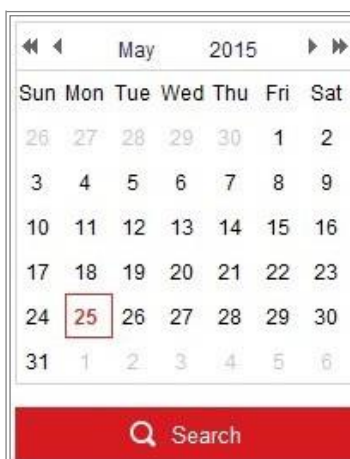 May 2015
Sun Mon Tue Wed Thu Fri Sat
26 27 28 29 30 1 2
3 4 5 6 7 8 9
10 11 12 13 14 15 16
17 18 19 20 21 22 23
24 25 26 27 28 29 30
31 1 2 3 4 5 6
Search